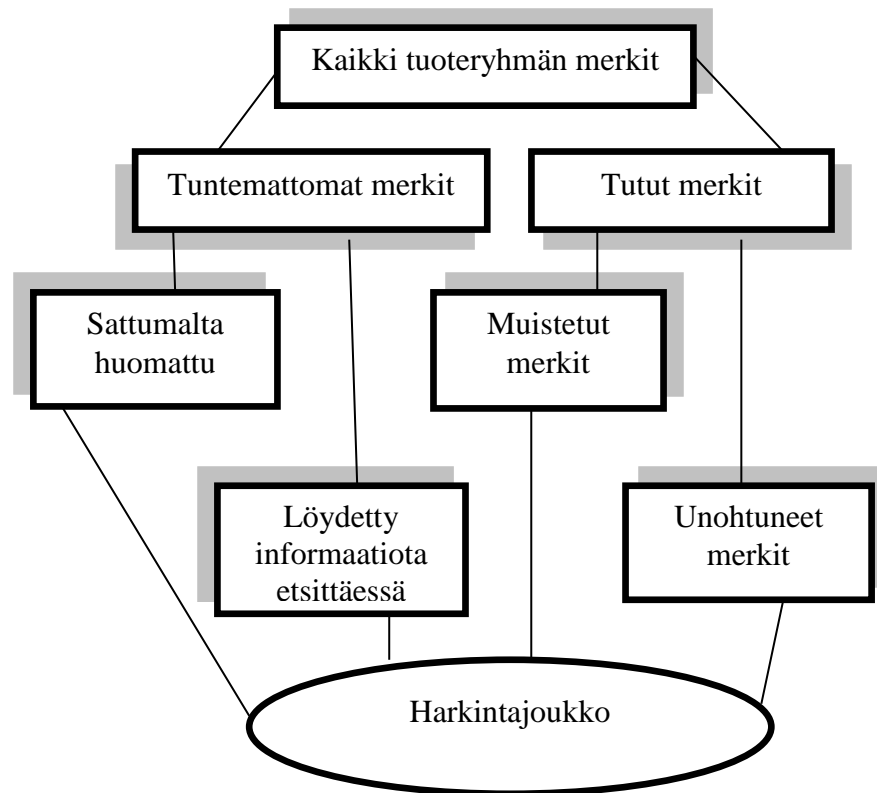 Kaikki tuoteryhmän merkit
Tuntemattomat merkit
Tutut merkit
Sattumalta
huomattu
Muistetut
merkit
Löydetty
informaatiota
etsittäessä
Unohtuneet
merkit
Harkintajoukko